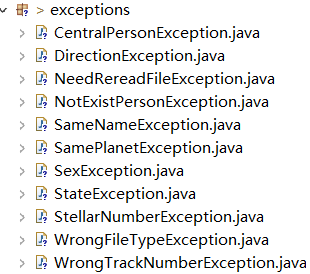 > exceptions
> CentralPersonException.java
> DirectionException.java
> NeedRereadFileException.java
> NotExistPersonException.java
> SameNameException.java
> SamePlanetException.java
> SexException.java
> StateException.java
> StellarNumberException.java
> WrongFileTypeException.java
> WrongTrackNumberException.java